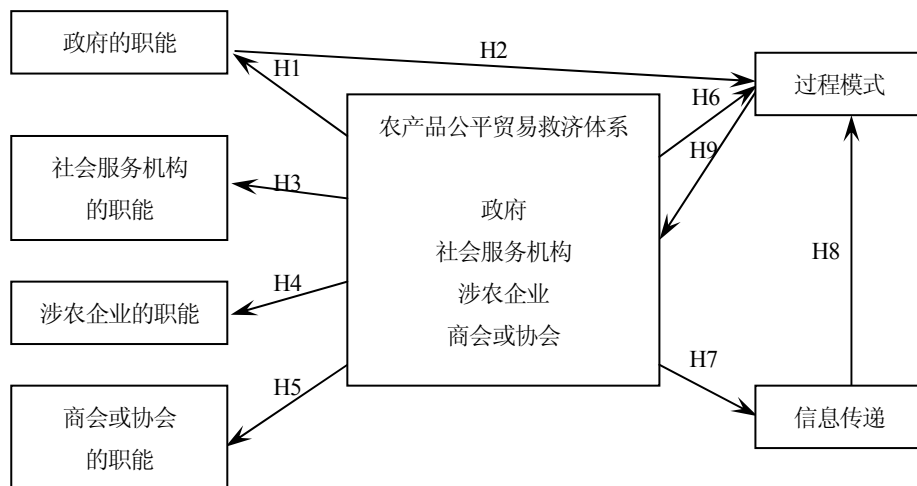 政府的职能
H1
H2
过程模式
农产品公平贸易救济体系
H6
H9
社会服务机构
的职能
H3
政府
社会服务机构
涉农企业
商会或协会
H8
H4
涉农企业的职能
H5
H7
商会或协会
的职能
信息传递